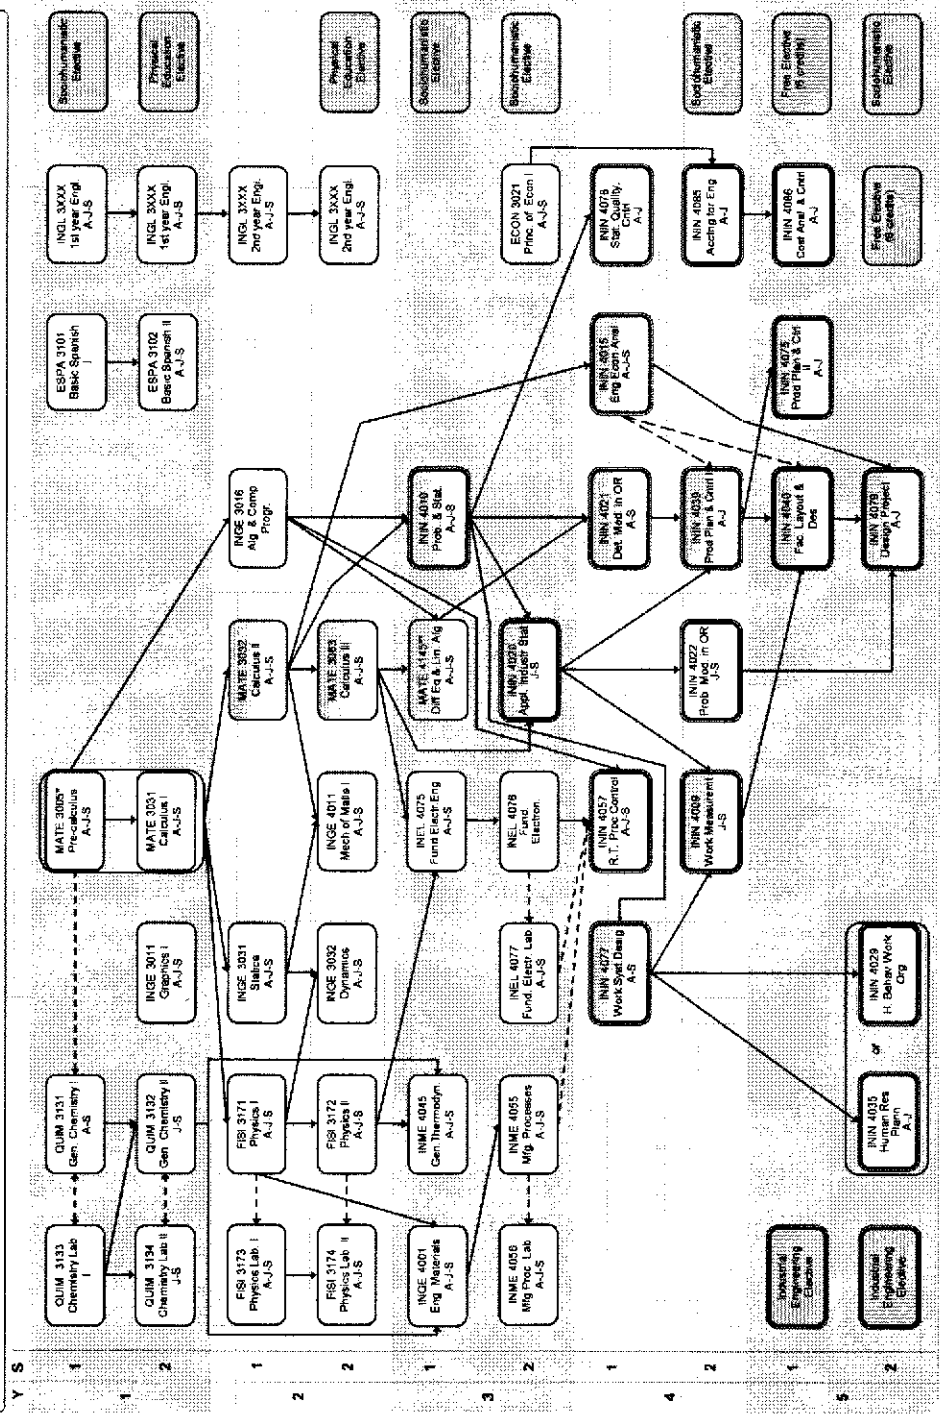 Y S
1
1
QUIM 3133
Chemistry Lab
I
QUIM 3131
Gen. Chemistry I
A-S
MATE 3005*
Pre-calculus
A-J-S
ESPA 3101
Basic Spanish
I
INGL 3XXX
1st year Engl.
A-J-S
Sociohumanistic
Elective
2
QUIM 3134
Chemistry Lab II
J-S
QUIM 3132
Gen. Chemistry II
J-S
INGE 3011
Graphics I
A-J-S
MATE 3031
Calculus I
A-J-S
ESPA 3102
Basic Spanish II
A-J-S
INGL 3XXX
1st year Engl.
A-J-S
Physical
Education
Elective
2
1
FISI 3173
Physics Lab. I
A-J-S
FISI 3171
Physics I
A-J-S
INGE 3031
Statics
A-J-S
MATE 3032
Calculus II
A-J-S
INGE 3016
Alg & Comp
Progr.
INGL 3XXX
2nd year Engl
A-J-S
2
FISI 3174
Physics Lab II
A-J-S
FISI 3172
Physics II
A-J-S
INGE 3032
Dynamics
A-J-S
INGE 4011
Mech of Matls I
A-J-S
MATE 3063
Calculus III
A-J-S
INGL 3XXX
2nd year Engl
A-J-S
Physical
Education
Elective
3
1
INGE 4001
Eng Materials
A-J-S
INME 4045
Gen. Thermodyn.
A-J-S
INEL 4075
Fund Electr Eng
A-J-S
MATE 4145**
Diff Eq & Lin. Alg
A-J-S
ININ 4010
Prob. & Stat.
A-J-S
Sociohumanistic
Elective
2
INME 4056
Mfg Proc. Lab
A-J-S
INME 4055
Mfg. Processes
A-J-S
INEL 4077
Fund. Electr. Lab.
A-J-S
INEL 4076
Fund.
Electron.
ININ 4020
Appl. Industr Stat
J-S
ECON 3021
Princ. of Econ I
A-J-S
Sociohumanistic
Elective
4
1
ININ 4077
Work Syst Desig
A-S
ININ 4057
R.T. Proc Control
A-J-S
ININ 4021
Det. Mod. in OR
A-S
ININ 4015
Eng Econ Anal
A-J-S
ININ 4078
Stat. Quality.
Cntrl
A-J
2
ININ 4009
Work Measuremt
J-S
ININ 4022
Prob Mod. in OR
J-S
ININ 4039
Prod Plan & Cntrl I
A-J
ININ 4085
Acctng for Eng
A-J
Sociohumanistic
Elective
5
1
Industrial
Engineering
Elective
ININ 4040
Fac. Layout &
Des
ININ 4075
Prod Plan & Ctrl
II
A-J
ININ 4086
Cost Anal & Cntrl
A-J
Free Elective
(6 credits)
2
Industrial
Engineering
Elective
ININ 4035
Human Res
Plann
A-J
or
ININ 4029
H. Behav Work
Org
ININ 4079
Design Project
A-J
Free Elective
(6 credits)
Sociohumanistic
Elective